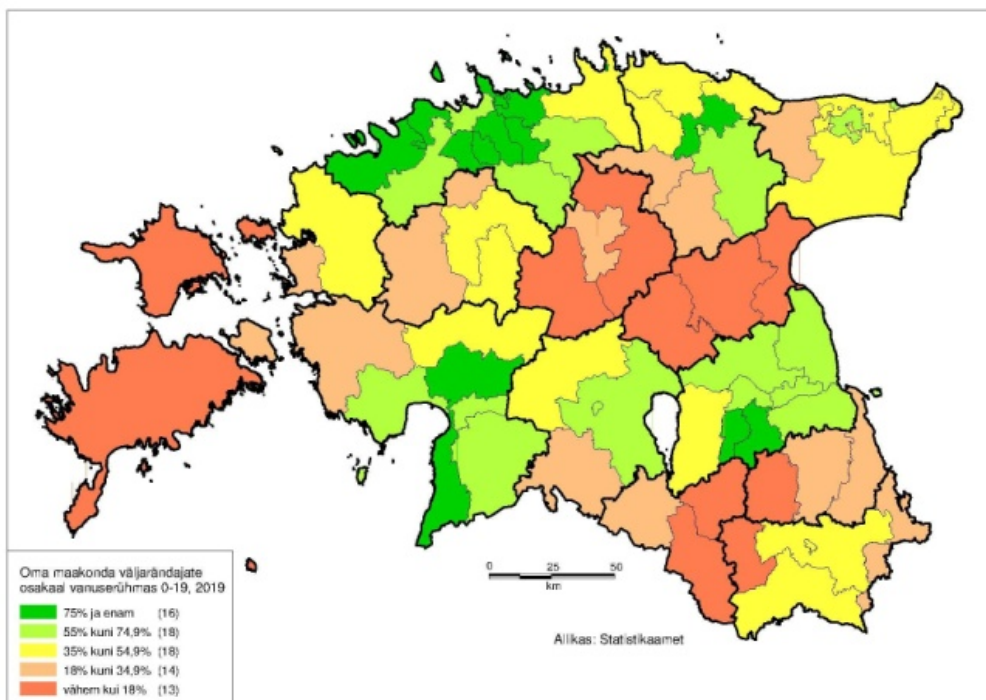 0 25 50
km
Allikas: Statistikaamet
Oma maakonda väljarändajate
osakaal vanuserühmas 0-19, 2019
75% ja enam (16)
55% kuni 74,9% (18)
35% kuni 54,9% (18)
18% kuni 34,9% (14)
vähem kui 18% (13)